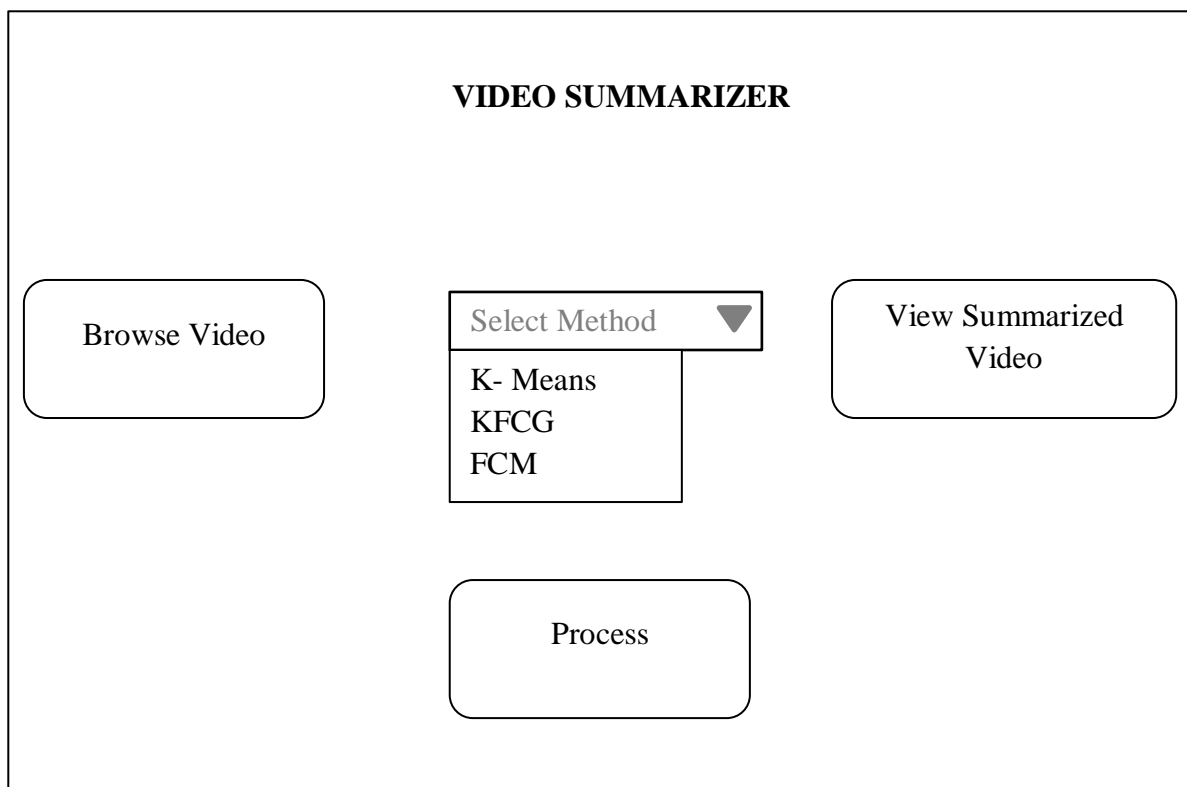 VIDEO SUMMARIZER
Browse Video
Select Method
K- Means
KFCG
FCM
View Summarized
Video
Process